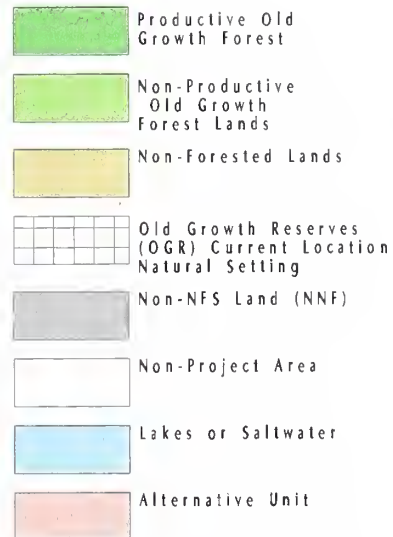 Productive Old
Growth Forest
Non-Productive
Old Growth
Forest Lands
Non-Forested Lands
Old Growth Reserves
(OGR) Current Location
Natural Setting
Non-NFS Land (NNF)
Non-Project Area
Lakes or Saltwater
Alternative Unit